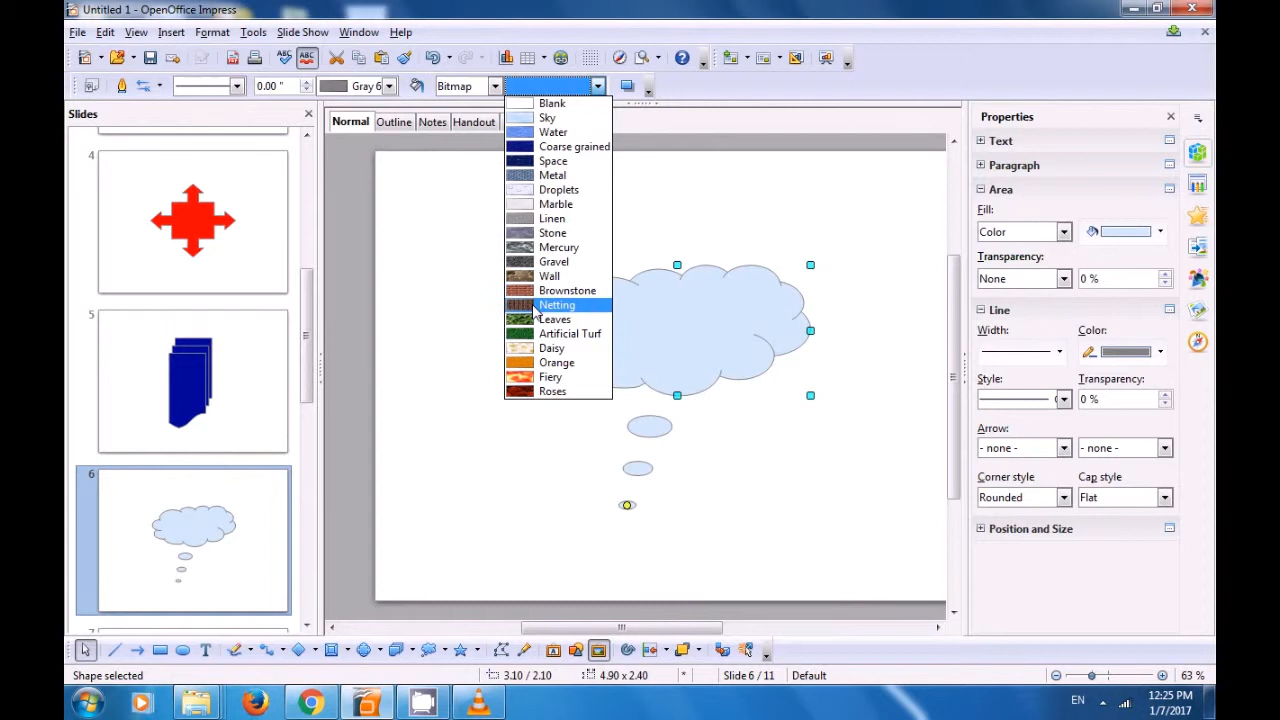 Untitled 1 - OpenOffice Impress
File Edit View Insert Format Tools Slide Show Window Help
0.00 " Gray 6 Bitmap
Slides
Normal Outline Notes Handout
Blank
Sky
Water
Coarse grained
Space
Metal
Droplets
Marble
Linen
Stone
Mercury
Gravel
Wall
Brownstone
Netting
Leaves
Artificial Turf
Daisy
Orange
Fiery
Roses
4
5
6
Properties
Text
Paragraph
Area
Fill:
Color
Transparency:
None 0 %
Line
Width: Color:
Style: Transparency:
0 %
Arrow:
- none - - none -
Corner style Cap style
Rounded Flat
Position and Size
Shape selected 3.10 / 2.10 4.90 x 2.40 * Slide 6 / 11 Default 63 %
EN 12:25 PM
1/7/2017